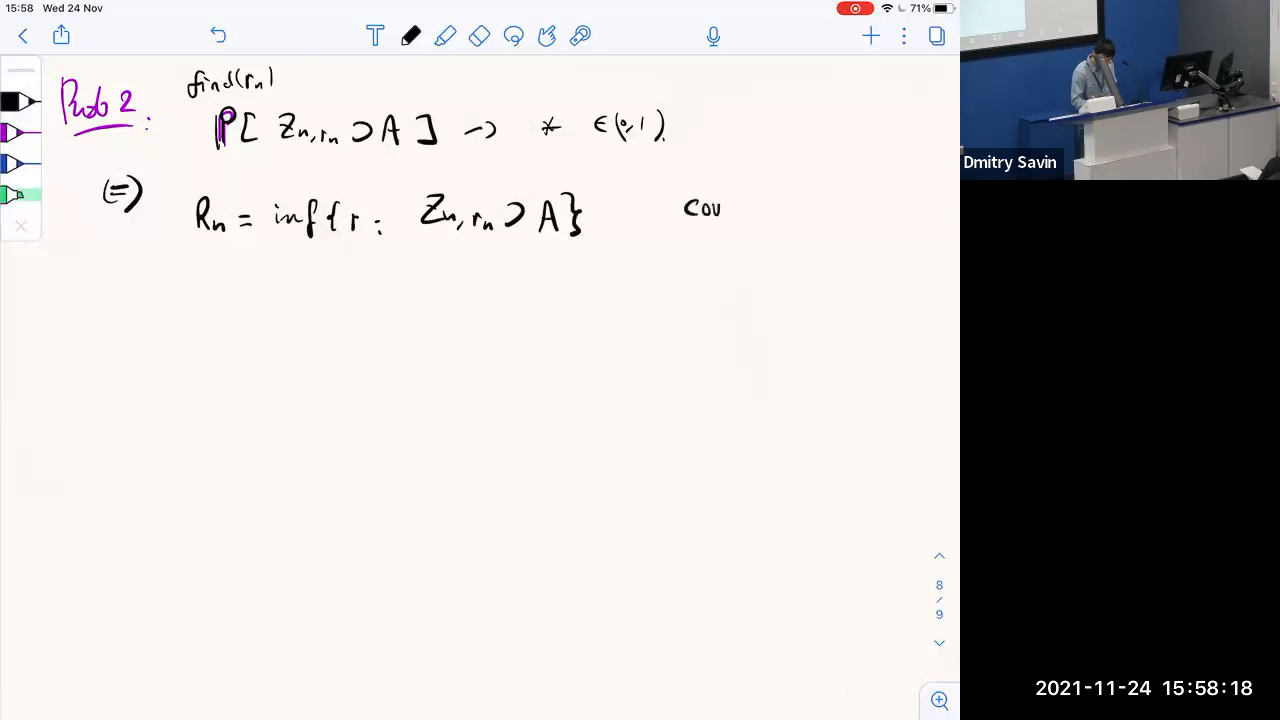 15:58 Wed 24 Nov
71%
Prob 2.
find (rn)
P[ Zn,rn ⊃ A ] → * ∈(0,1).
(=)
Rn = inf{ r : Zn,rn ⊃ A}
cov
8
/
9
Dmitry Savin
2021-11-24 15:58:18